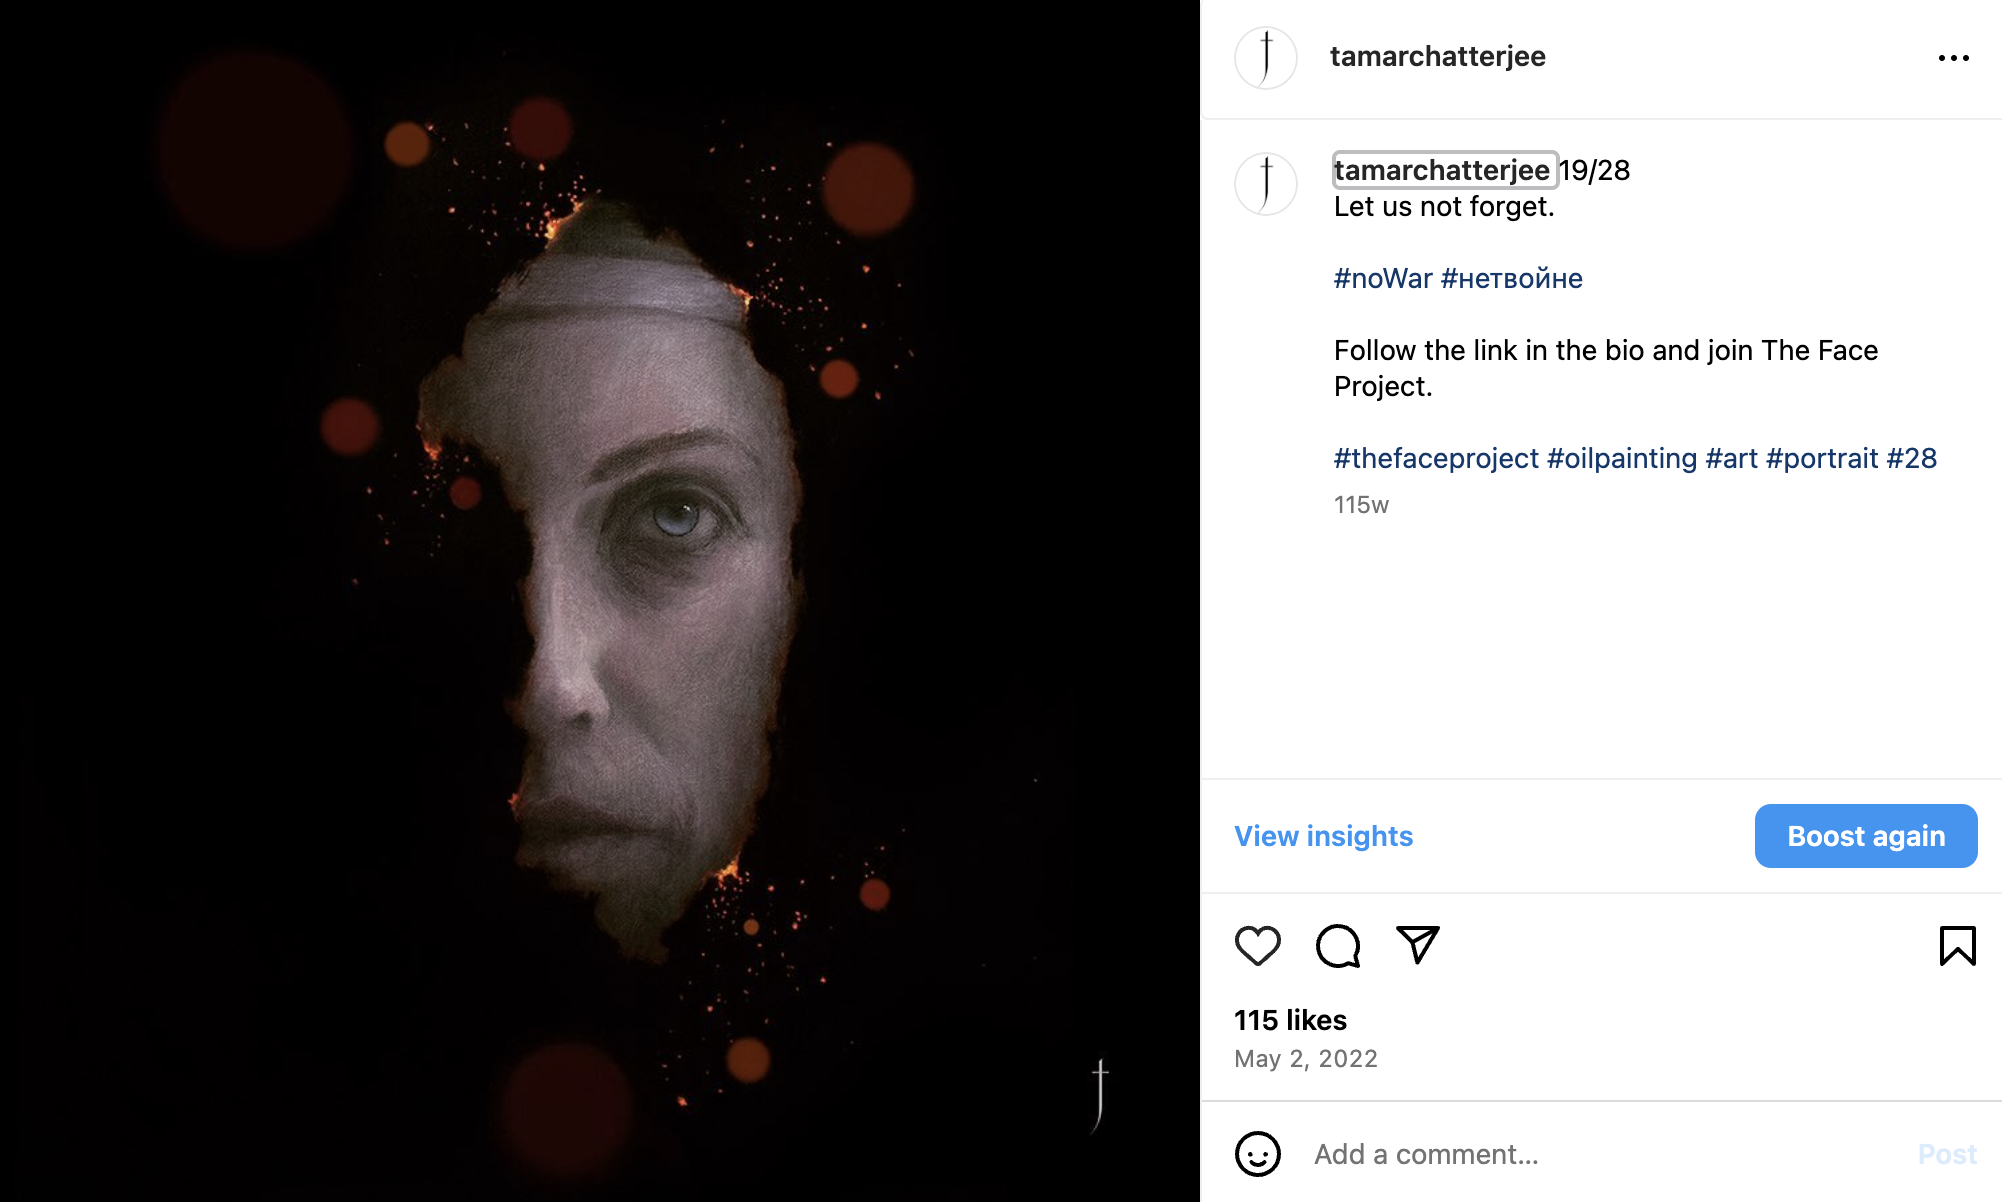 tamarchatterjee
tamarchatterjee 19/28
Let us not forget.
#noWar #нетвойне
Follow the link in the bio and join The Face
Project.
#thefaceproject #oilpainting #art #portrait #28
115w
View insights
Boost again
115 likes
May 2, 2022
Add a comment...
Post